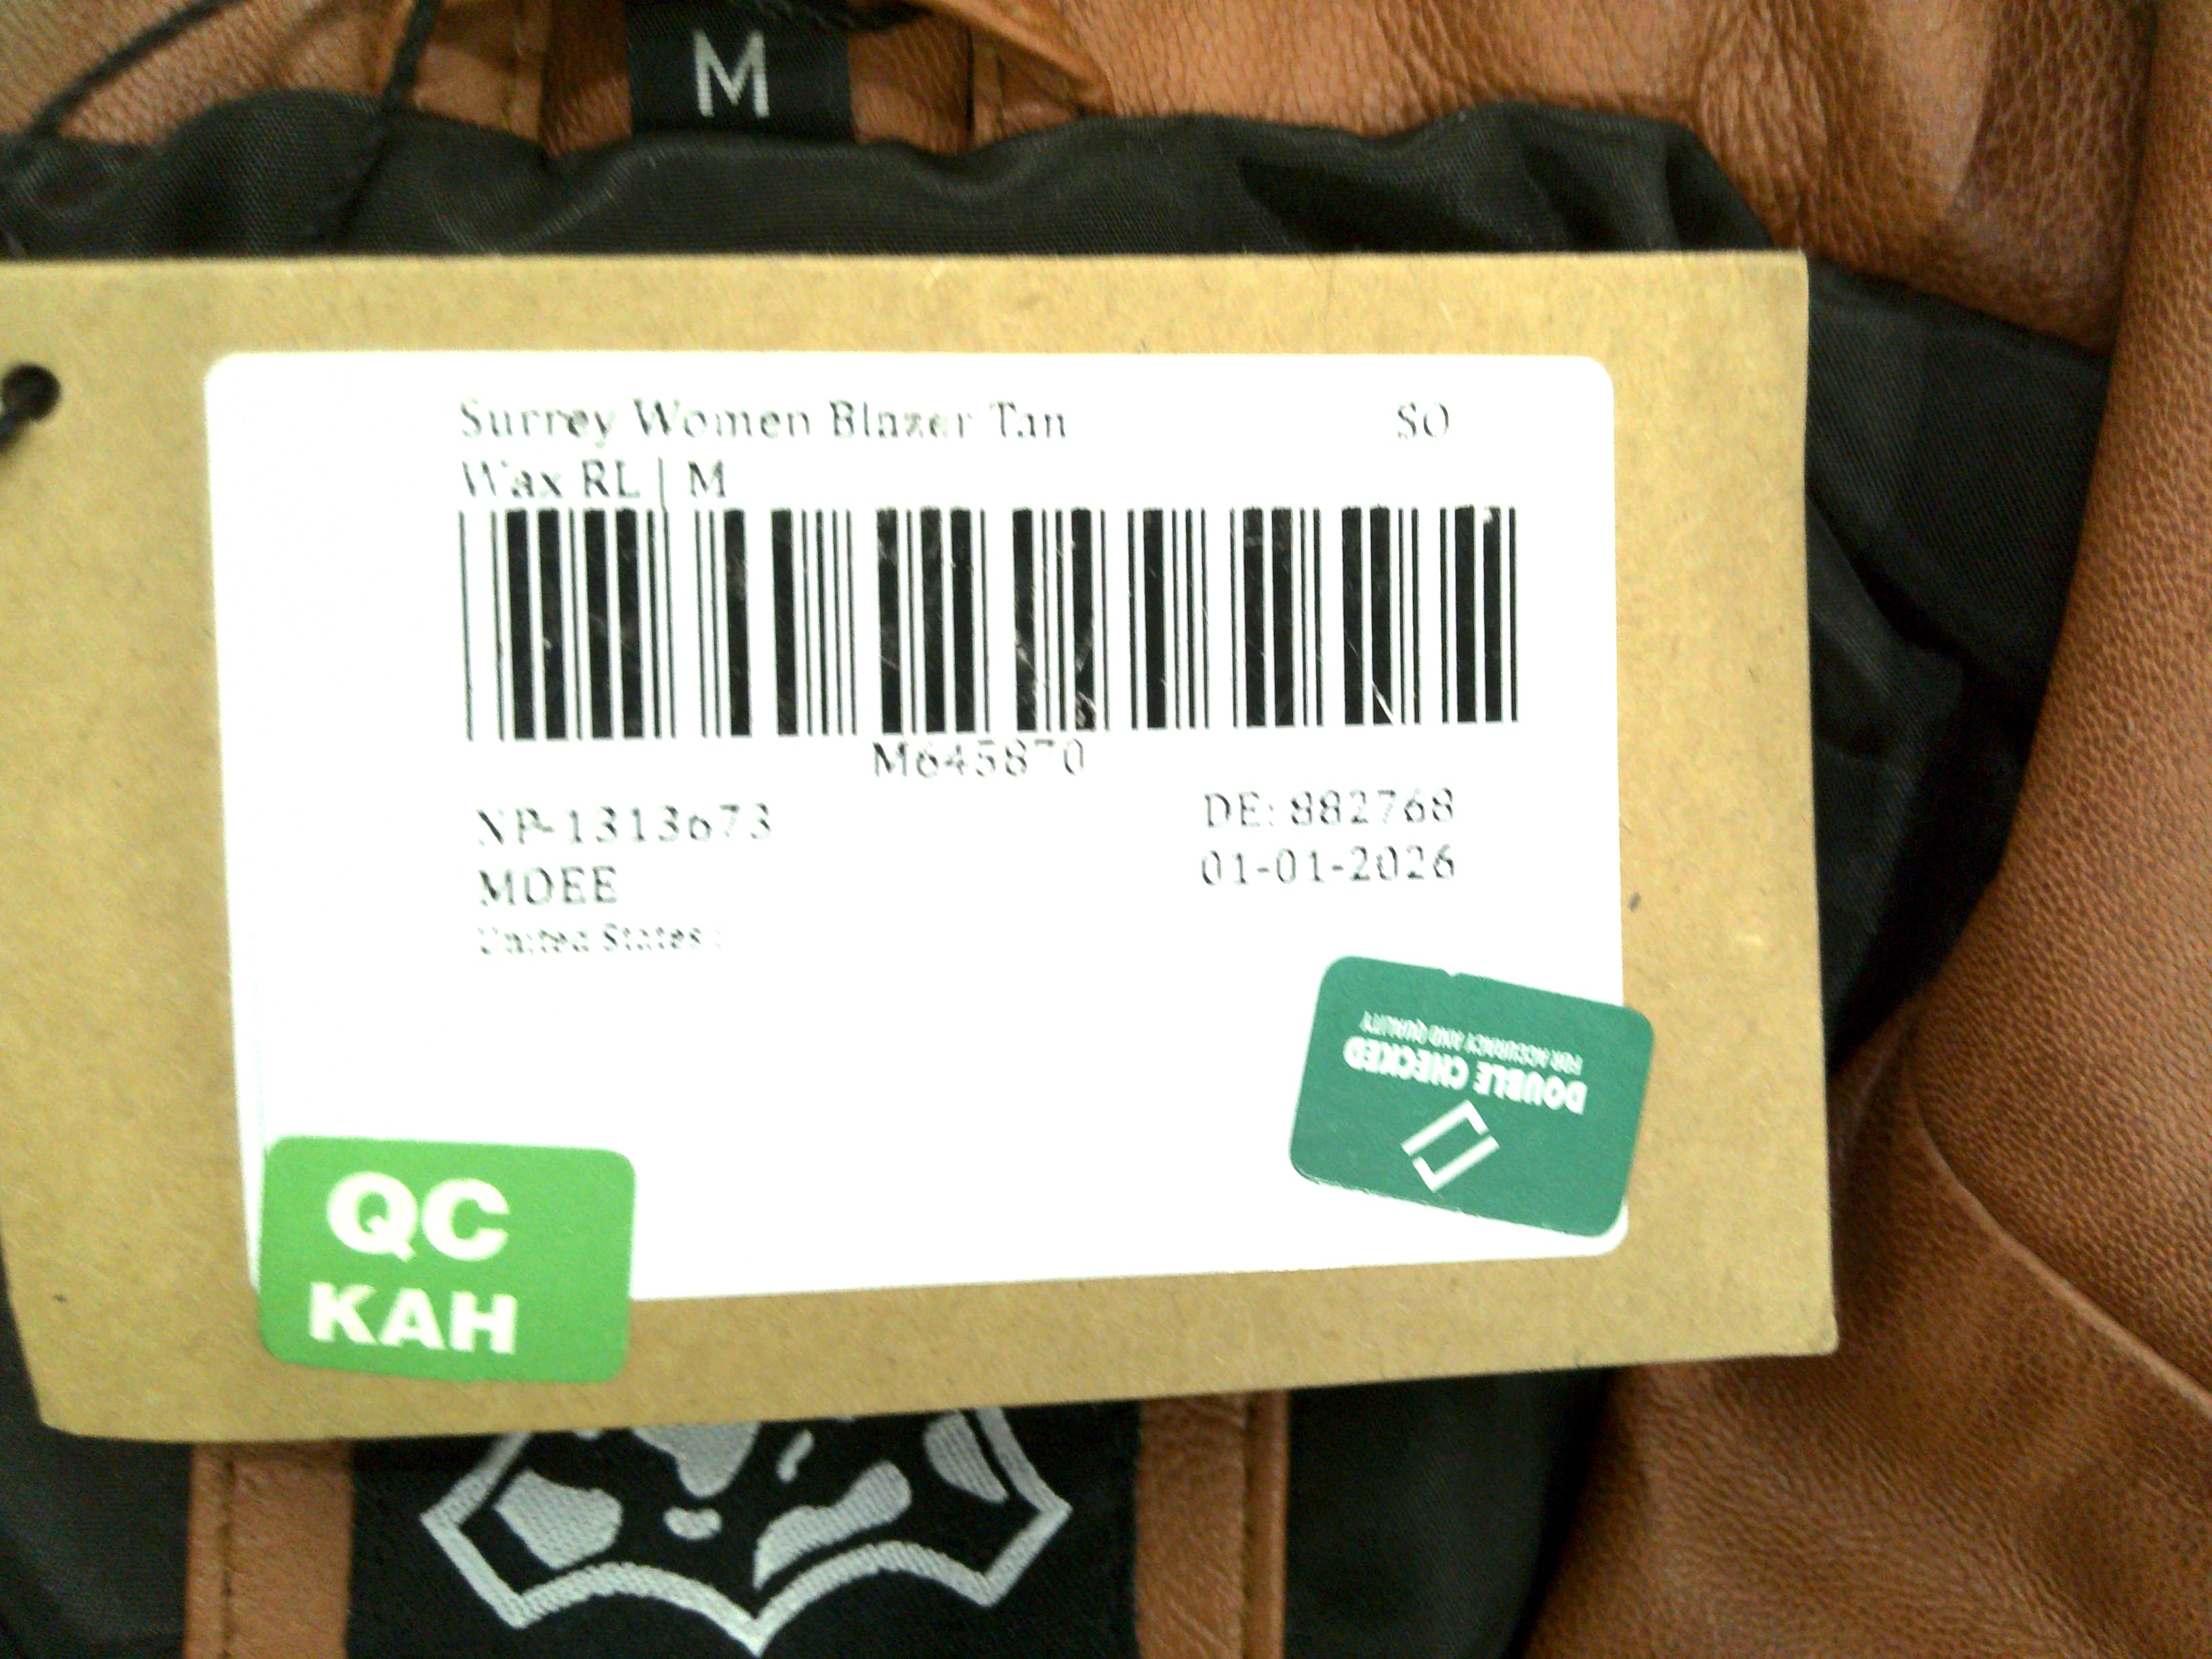 M
Surrey Women Blazer Tan SO
Wax RL | M
M645870
NP-1313673 DE: 882768
MOEE 01-01-2026
United States
DOUBLE CHECKED
FOR ACCURACY AND QUALITY
QC
KAH